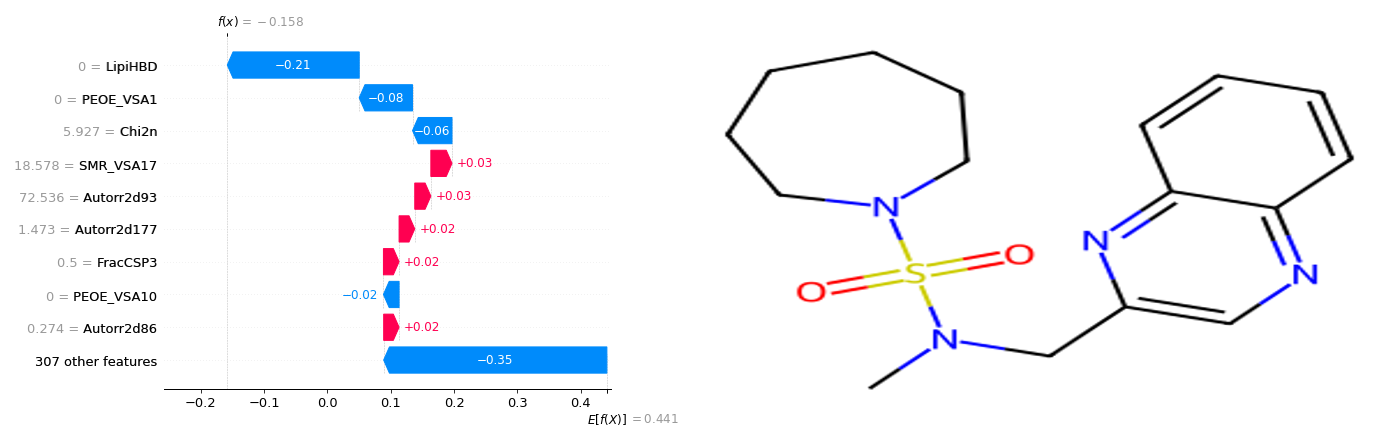 f(x) = −0.158
0 = LipiHBD
−0.21
0 = PEOE_VSA1
−0.08
5.927 = Chi2n
−0.06
18.578 = SMR_VSA17
+0.03
72.536 = Autorr2d93
+0.03
1.473 = Autorr2d177
+0.02
0.5 = FracCSP3
+0.02
0 = PEOE_VSA10
−0.02
0.274 = Autorr2d86
+0.02
307 other features
−0.35
−0.2 −0.1 0.0 0.1 0.2 0.3 0.4
E[f(X)] = 0.441
N
S
O
O
N
N
N